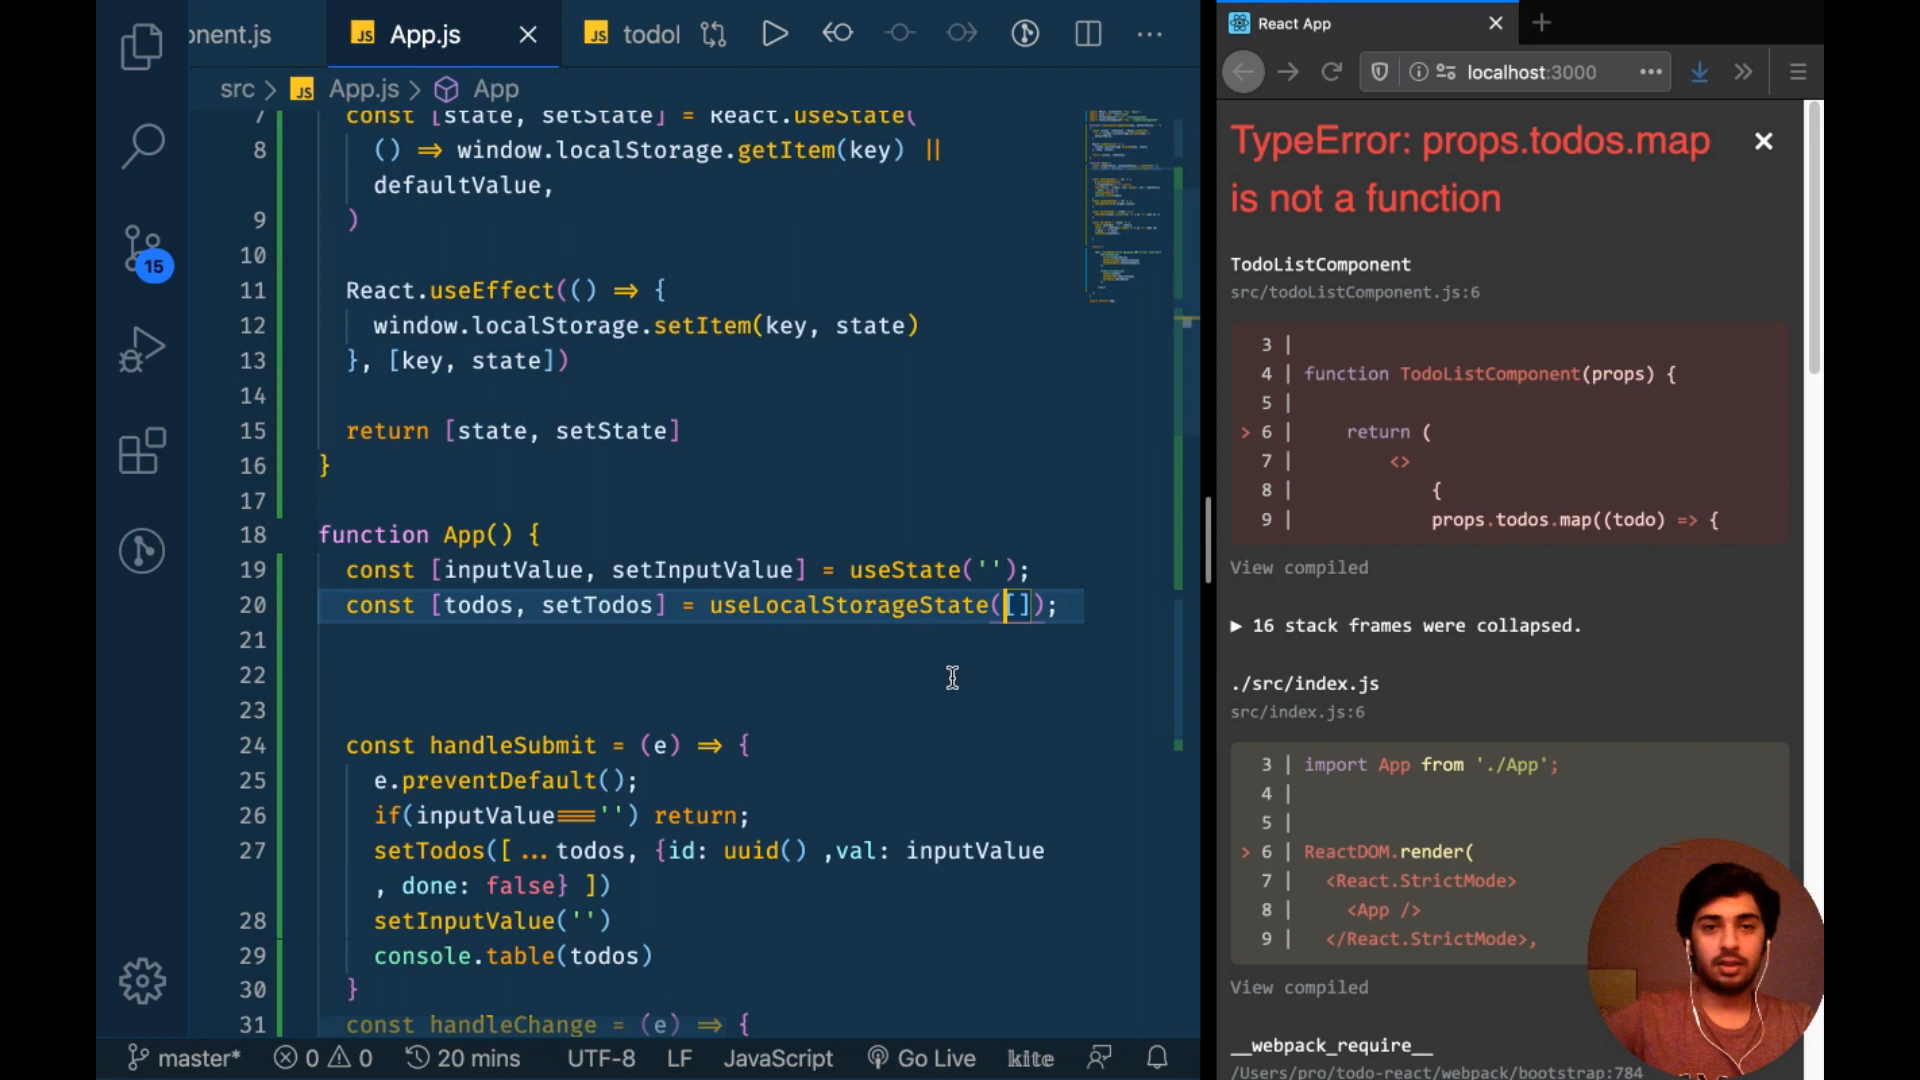 onent.js
JS App.js
JS todol
src > JS App.js > App
7 const [state, setState] = React.useState(
8 () => window.localStorage.getItem(key) ||
defaultValue,
9 )
10
11 React.useEffect(() => {
12 window.localStorage.setItem(key, state)
13 }, [key, state])
14
15 return [state, setState]
16 }
17
18 function App() {
19 const [inputValue, setInputValue] = useState('');
20 const [todos, setTodos] = useLocalStorageState([]);
21
22
23
24 const handleSubmit = (e) => {
25 e.preventDefault();
26 if(inputValue==='') return;
27 setTodos([...todos, {id: uuid() ,val: inputValue
, done: false} ])
28 setInputValue('')
29 console.table(todos)
30 }
31 const handleChange = (e) => {
15
master* 0 0 20 mins UTF-8 LF JavaScript Go Live kite
React App
localhost:3000
TypeError: props.todos.map
is not a function
TodoListComponent
src/todoListComponent.js:6
3 |
4 | function TodoListComponent(props) {
5 |
> 6 | return (
7 | <>
8 | {
9 | props.todos.map((todo) => {
View compiled
▶ 16 stack frames were collapsed.
./src/index.js
src/index.js:6
3 | import App from './App';
4 |
5 |
> 6 | ReactDOM.render(
7 | <React.StrictMode>
8 | <App />
9 | </React.StrictMode>,
View compiled
__webpack_require__
/Users/pro/todo-react/webpack/bootstrap:784